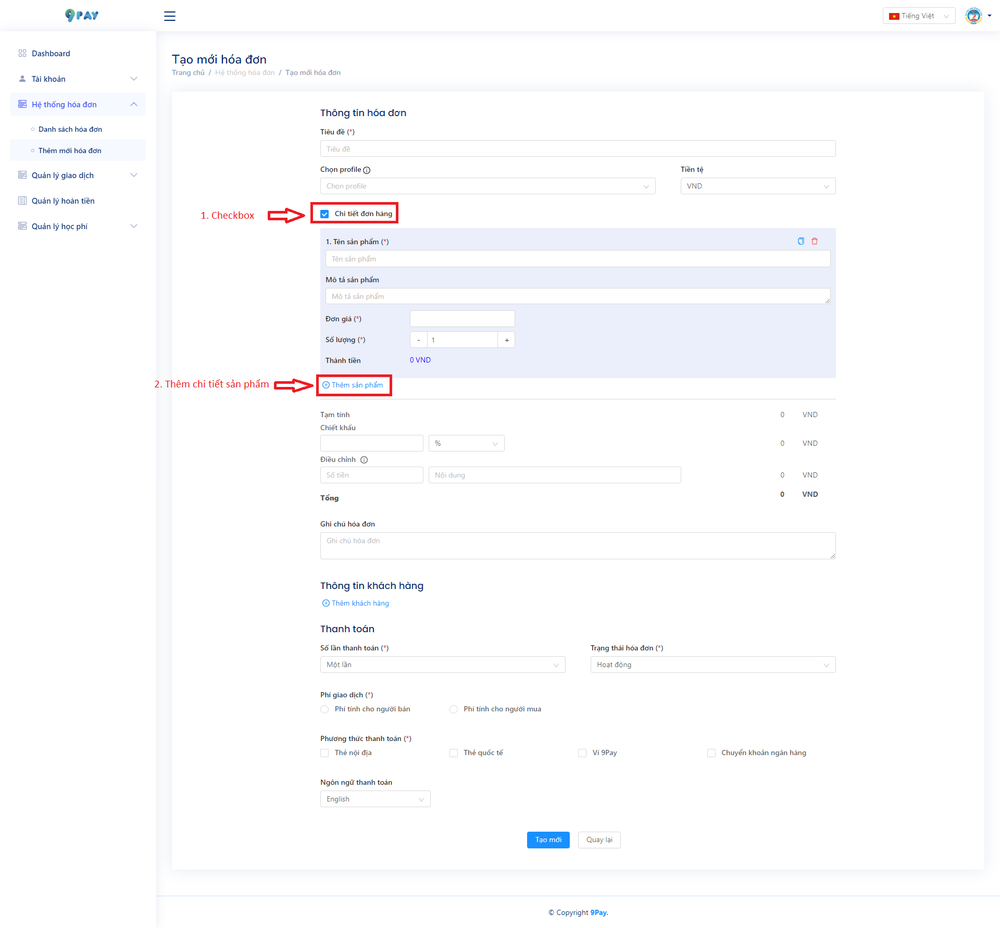 9PAY
Tiếng Việt
Dashboard
Tài khoản
Hệ thống hóa đơn
Danh sách hóa đơn
Thêm mới hóa đơn
Quản lý giao dịch
Quản lý hoàn tiền
Quản lý học phí
Tạo mới hóa đơn
Trang chủ / Hệ thống hóa đơn / Tạo mới hóa đơn
Thông tin hóa đơn
Tiêu đề (*)
Tiêu đề
Chọn profile
Tiền tệ
Chọn profile
VND
1. Checkbox
Chi tiết đơn hàng
1. Tên sản phẩm (*)
Tên sản phẩm
Mô tả sản phẩm
Mô tả sản phẩm
Đơn giá (*)
Số lượng (*)
- 1 +
Thành tiền
0 VND
2. Thêm chi tiết sản phẩm
Thêm sản phẩm
Tạm tính
0 VND
Chiết khấu
%
0 VND
Điều chỉnh
Số tiền
Nội dung
0 VND
Tổng
0 VND
Ghi chú hóa đơn
Ghi chú hóa đơn
Thông tin khách hàng
Thêm khách hàng
Thanh toán
Số lần thanh toán (*)
Trạng thái hóa đơn (*)
Một lần
Hoạt động
Phí giao dịch (*)
Phí tính cho người bán
Phí tính cho người mua
Phương thức thanh toán (*)
Thẻ nội địa
Thẻ quốc tế
Ví 9Pay
Chuyển khoản ngân hàng
Ngôn ngữ thanh toán
English
Tạo mới
Quay lại
© Copyright 9Pay.